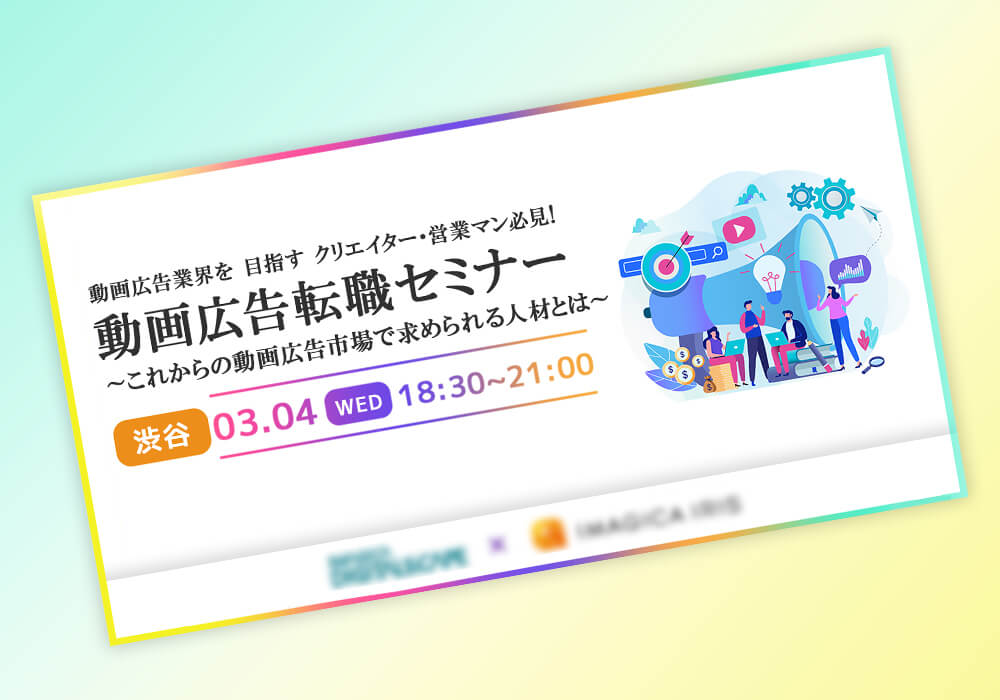 動画広告業界を 目指す クリエイター・営業マン必見!
動画広告転職セミナー
~これからの動画広告市場で求められる人材とは~
渋谷 03.04 WED 18:30~21:00
× IMAGICA IRIS